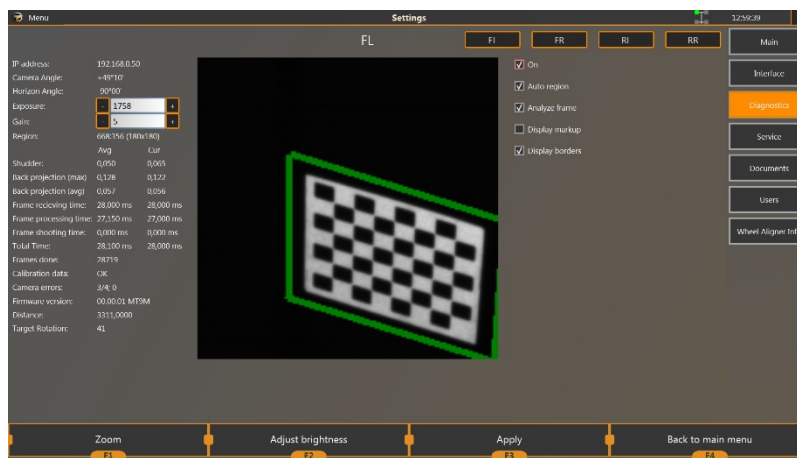 Menu
Settings
12:59:39
FL
FL
FR
RL
RR
Main
IP address: 192.168.0.50
On
Camera Angle: +49°10'
Interface
Horizon Angle: -90°00'
Auto region
Exposure: - 1758 +
Analyze frame
Diagnostics
Gain: - 5 +
Display markup
Region: 668:356 (180x180)
Service
Avg Cur
Display borders
Shudder: 0,050 0,065
Documents
Back projection (max) 0,128 0,122
Back projection (avg) 0,057 0,056
Users
Frame recieving time: 28,000 ms 28,000 ms
Frame processing time: 27,150 ms 27,000 ms
Frame shooting time: 0,000 ms 0,000 ms
Wheel Aligner Inf
Total Time: 28,100 ms 28,000 ms
Frames done: 28719
Calibration data: OK
Camera errors: 3/4; 0
Firmware version: 00.00.01 MT9M
Distance: 3311,0000
Target Rotation: 41
Zoom
Adjust brightness
Apply
Back to main menu
F1
F2
F3
F4